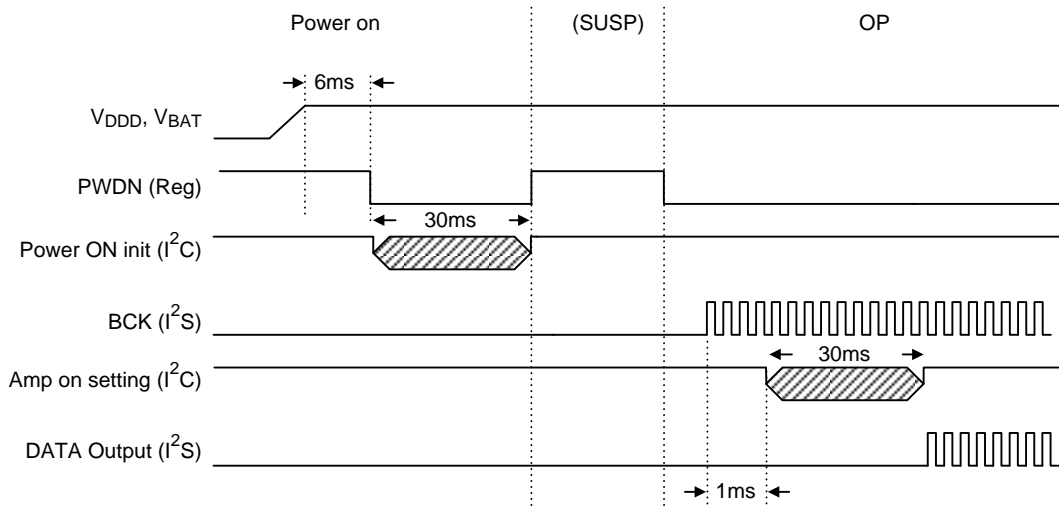 Power on (SUSP) OP
6ms
VDDD, VBAT
PWDN (Reg)
30ms
Power ON init (I2C)
BCK (I2S)
30ms
Amp on setting (I2C)
DATA Output (I2S)
1ms